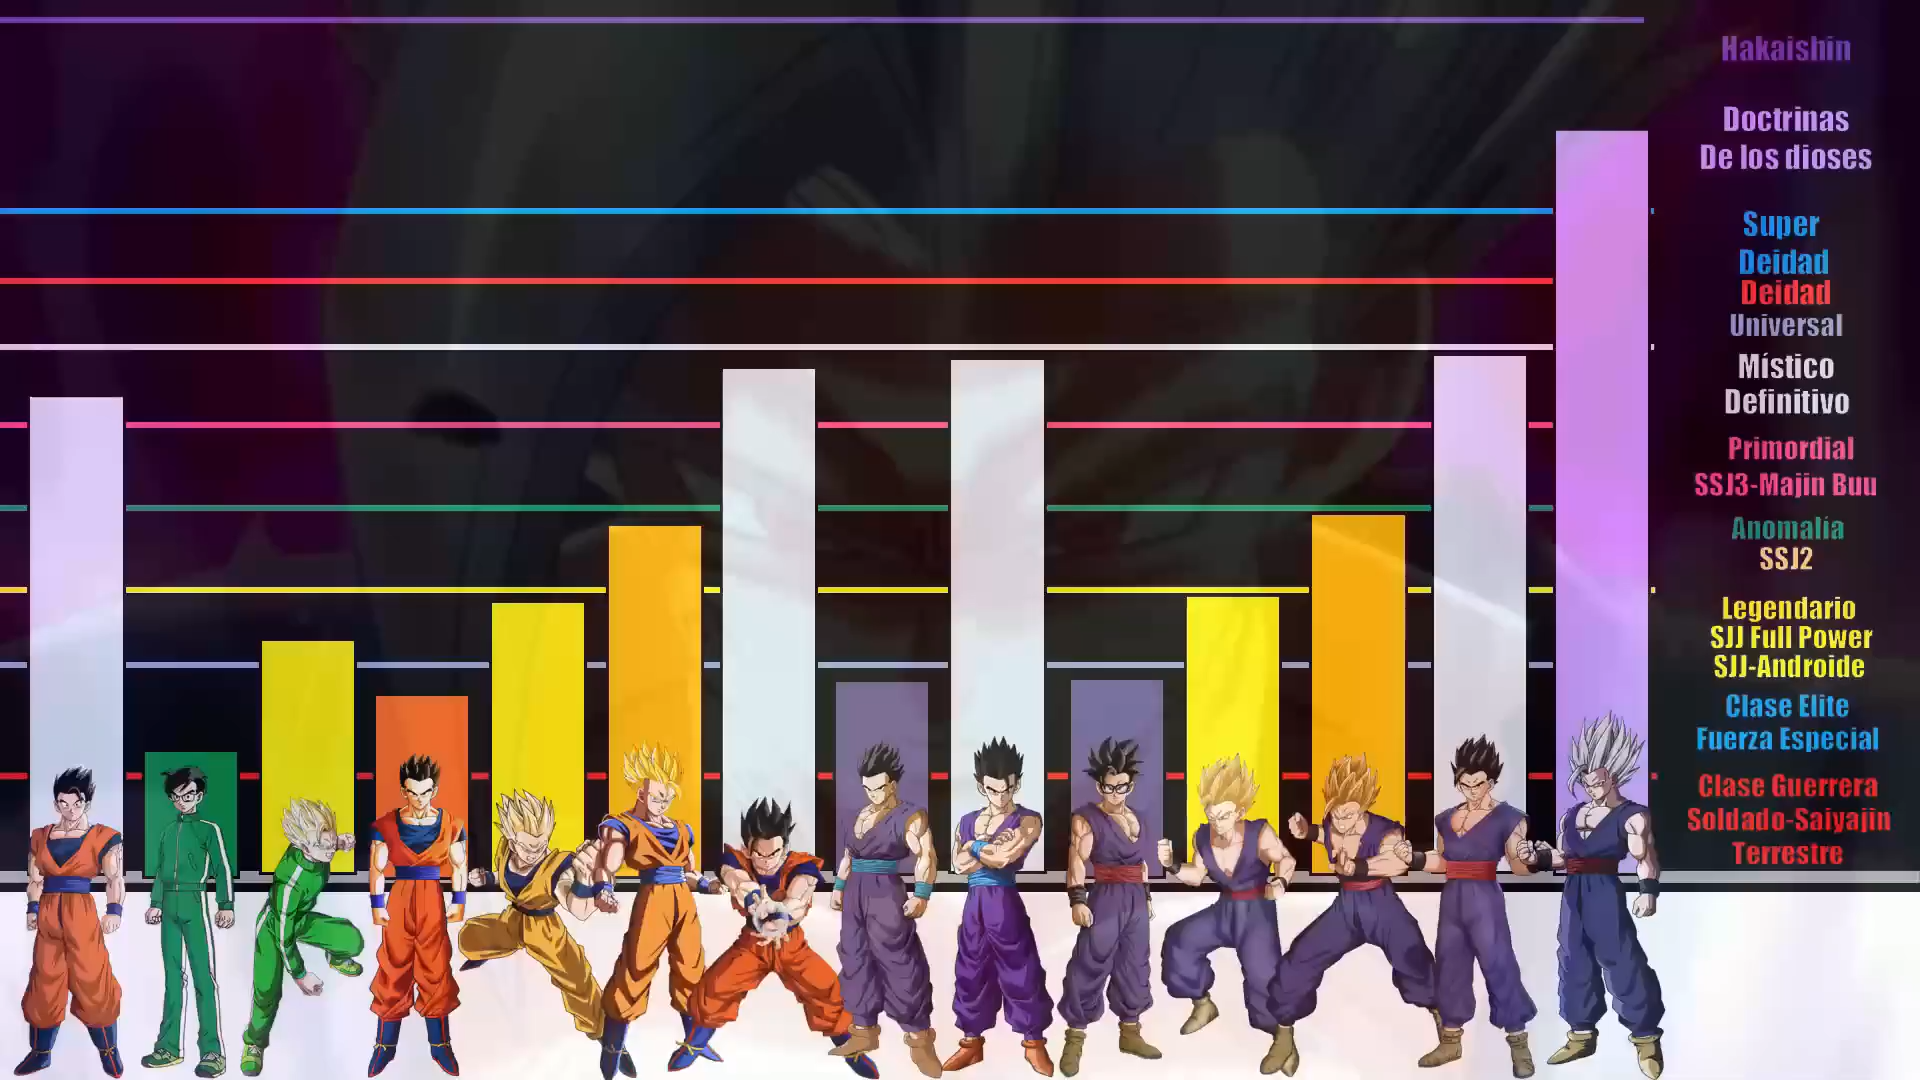 Hakaishin
Doctrinas
De los dioses
Super
Deidad
Deidad
Universal
Místico
Definitivo
Primordial
SSJ3-Majin Buu
Anomalía
SSJ2
Legendario
SJJ Full Power
SJJ-Androide
Clase Elite
Fuerza Especial
Clase Guerrera
Soldado-Saiyajin
Terrestre